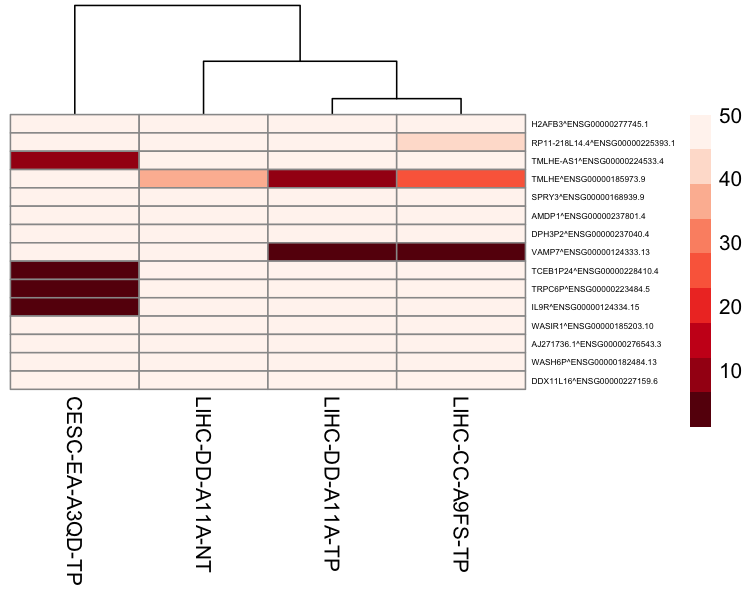 H2AFB3^ENSG00000277745.1
RP11-218L14.4^ENSG00000225393.1
TMLHE-AS1^ENSG00000224533.4
TMLHE^ENSG00000185973.9
SPRY3^ENSG00000168939.9
AMDP1^ENSG00000237801.4
DPH3P2^ENSG00000237040.4
VAMP7^ENSG00000124333.13
TCEB1P24^ENSG00000228410.4
TRPC6P^ENSG00000223484.5
IL9R^ENSG00000124334.15
WASIR1^ENSG00000185203.10
AJ271736.1^ENSG00000276543.3
WASH6P^ENSG00000182484.13
DDX11L16^ENSG00000227159.6
50
40
30
20
10
CESC-EA-A3QD-TP
LIHC-DD-A11A-NT
LIHC-DD-A11A-TP
LIHC-CC-A9FS-TP